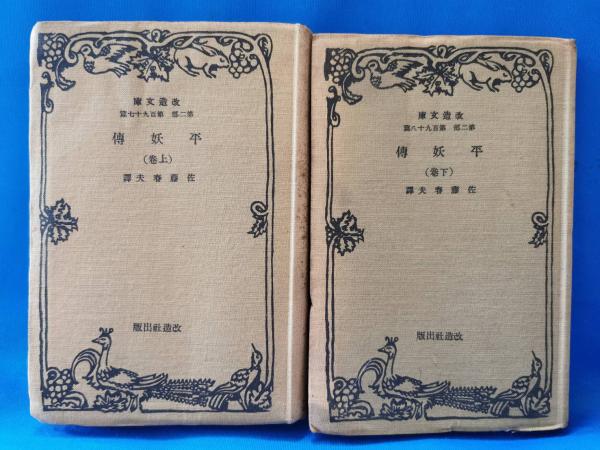 改造文庫
第二部 第百九十七篇
平妖傳
(上卷)
佐藤春夫譯
改造社出版
改造文庫
第二部 第百九十八篇
平妖傳
(下卷)
佐藤春夫譯
改造社出版